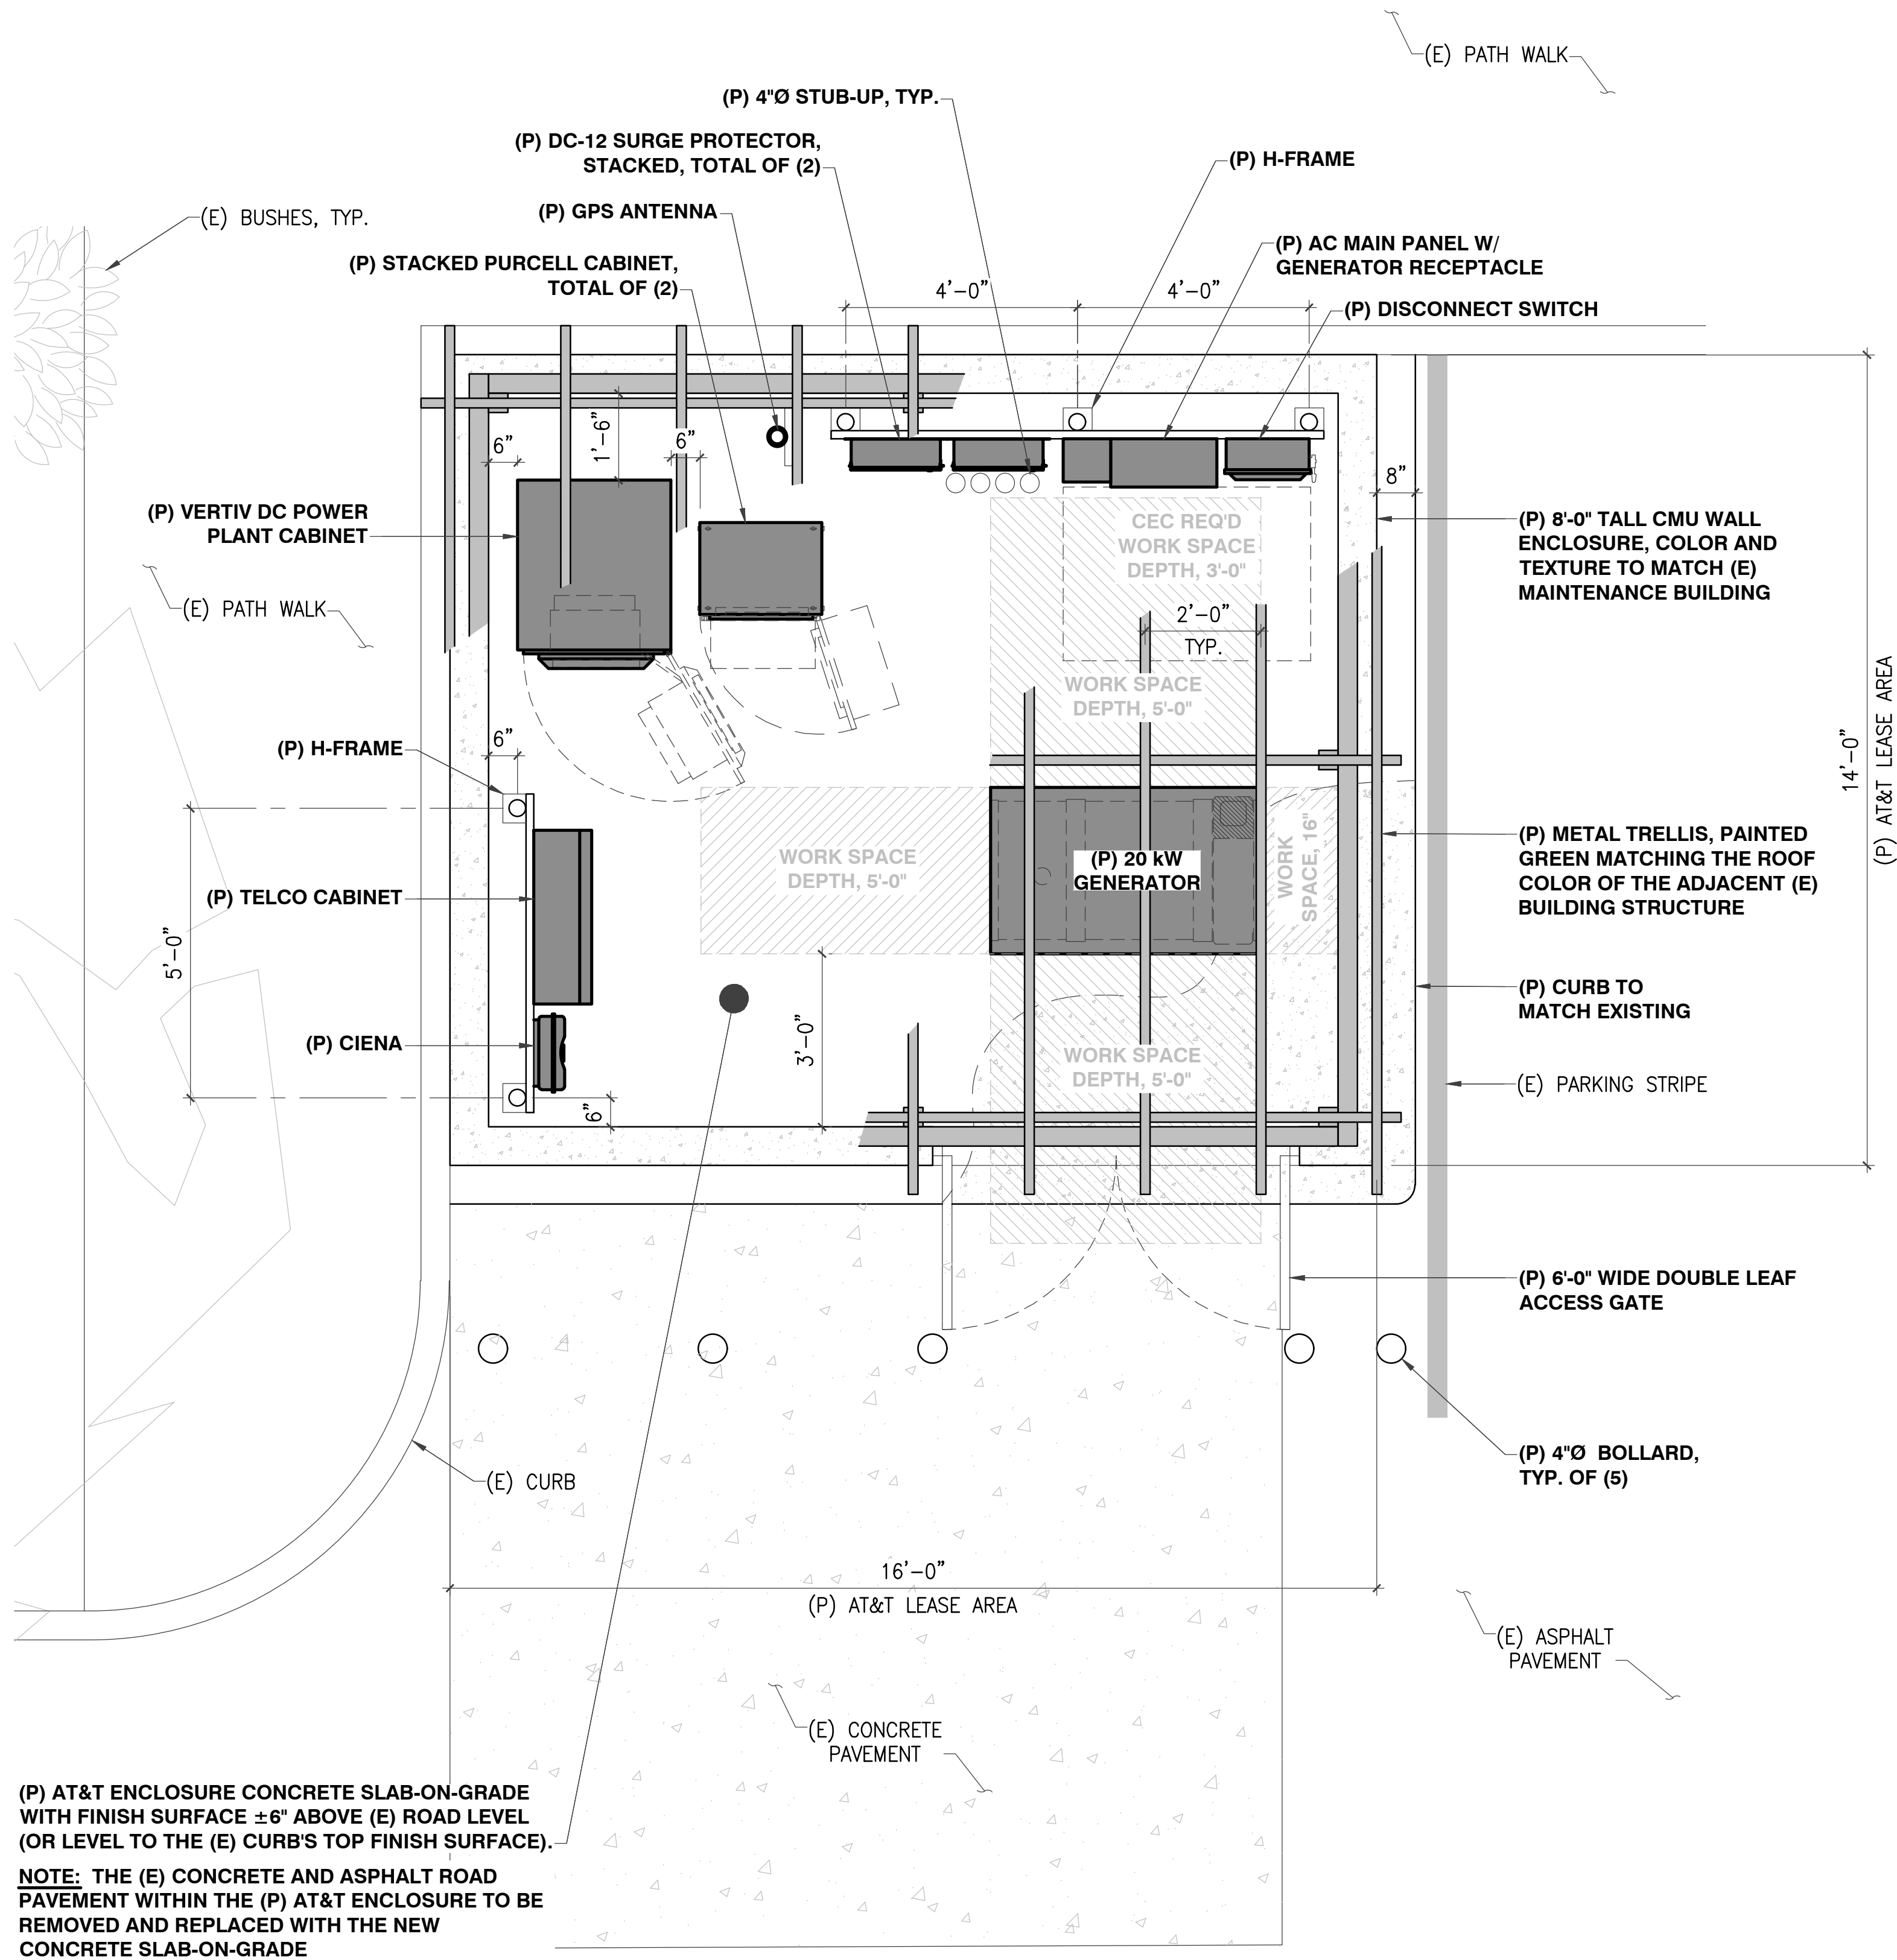 (E) PATH WALK
(P) 4"Ø STUB-UP, TYP.
(P) DC-12 SURGE PROTECTOR,
STACKED, TOTAL OF (2)
(P) H-FRAME
(E) BUSHES, TYP.
(P) GPS ANTENNA
(P) AC MAIN PANEL W/
GENERATOR RECEPTACLE
(P) STACKED PURCELL CABINET,
TOTAL OF (2)
4'-0"
4'-0"
(P) DISCONNECT SWITCH
6"
1'-6"
6"
8"
(P) VERTIV DC POWER
PLANT CABINET
CEC REQ'D
WORK SPACE
DEPTH, 3'-0"
(P) 8'-0" TALL CMU WALL
ENCLOSURE, COLOR AND
TEXTURE TO MATCH (E)
MAINTENANCE BUILDING
(E) PATH WALK
2'-0"
TYP.
WORK SPACE
DEPTH, 5'-0"
14'-0"
(P) AT&T LEASE AREA
(P) H-FRAME
6"
(P) METAL TRELLIS, PAINTED
GREEN MATCHING THE ROOF
COLOR OF THE ADJACENT (E)
BUILDING STRUCTURE
WORK SPACE
DEPTH, 5'-0"
(P) 20 kW
GENERATOR
WORK
SPACE, 16"
(P) TELCO CABINET
5'-0"
(P) CURB TO
MATCH EXISTING
(P) CIENA
3'-0"
WORK SPACE
DEPTH, 5'-0"
(E) PARKING STRIPE
6"
(P) 6'-0" WIDE DOUBLE LEAF
ACCESS GATE
(E) CURB
(P) 4"Ø BOLLARD,
TYP. OF (5)
16'-0"
(P) AT&T LEASE AREA
(E) ASPHALT
PAVEMENT
(E) CONCRETE
PAVEMENT
(P) AT&T ENCLOSURE CONCRETE SLAB-ON-GRADE
WITH FINISH SURFACE ±6" ABOVE (E) ROAD LEVEL
(OR LEVEL TO THE (E) CURB'S TOP FINISH SURFACE).
NOTE: THE (E) CONCRETE AND ASPHALT ROAD
PAVEMENT WITHIN THE (P) AT&T ENCLOSURE TO BE
REMOVED AND REPLACED WITH THE NEW
CONCRETE SLAB-ON-GRADE